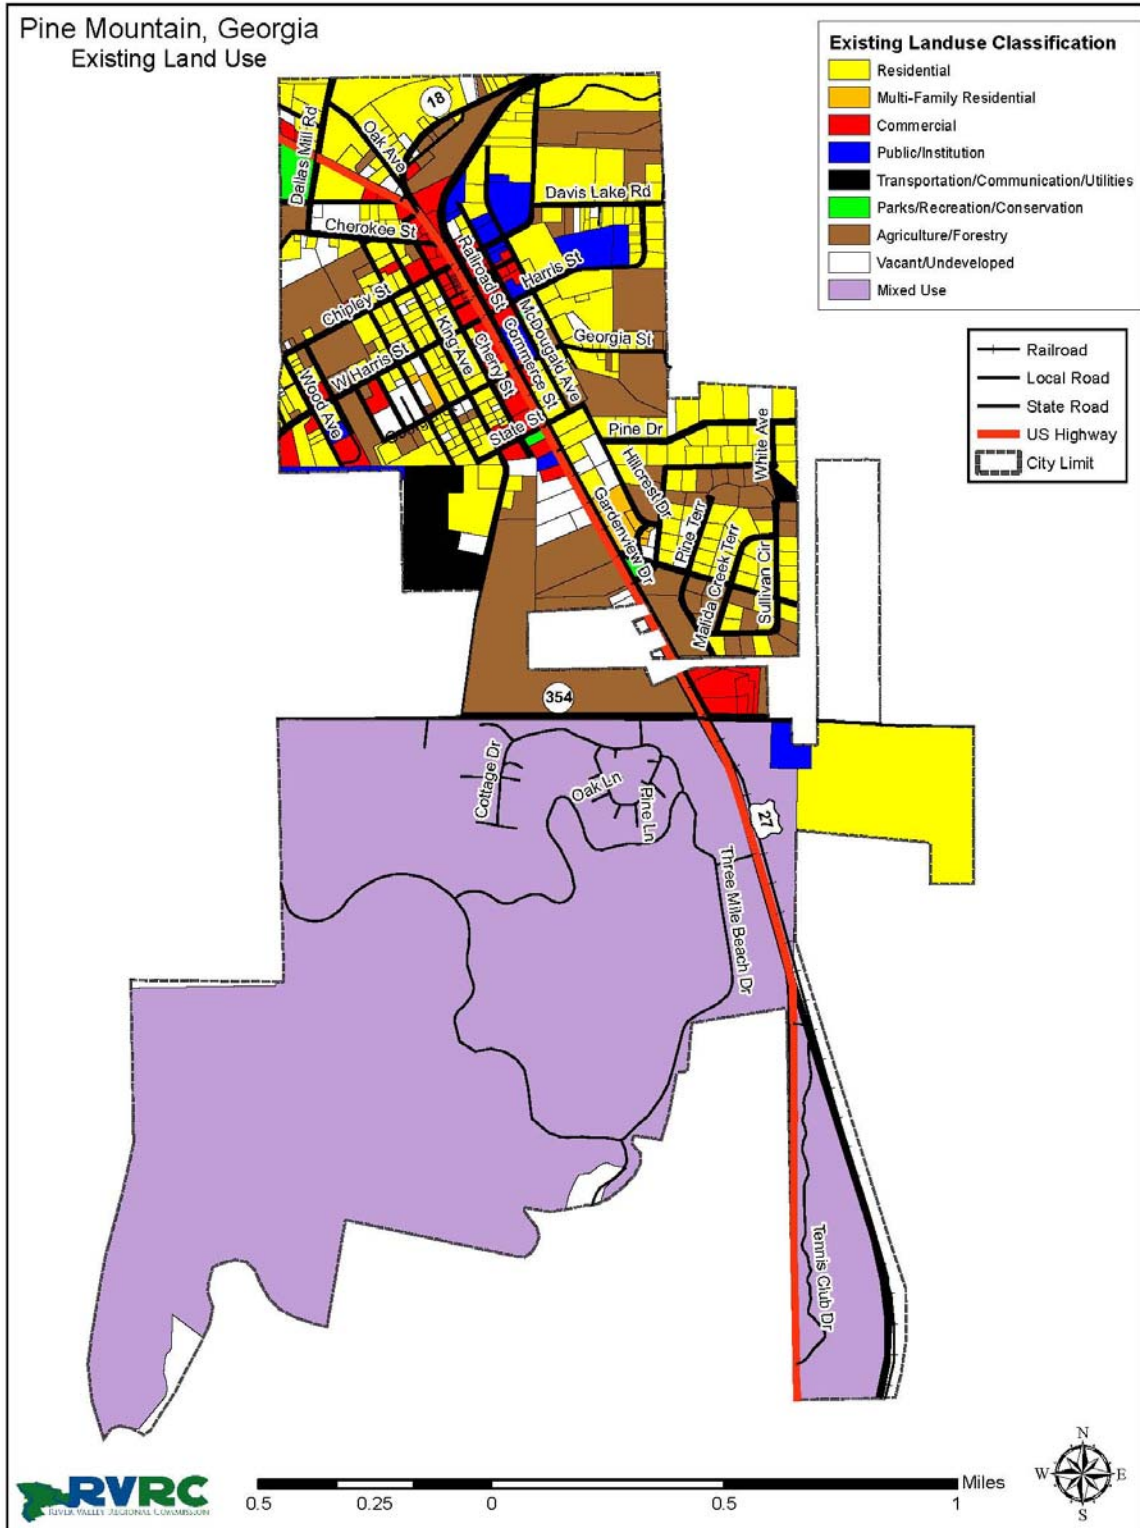 Pine Mountain, Georgia
Existing Land Use
Existing Landuse Classification
Residential
Multi-Family Residential
Commercial
Public/Institution
Transportation/Communication/Utilities
Parks/Recreation/Conservation
Agriculture/Forestry
Vacant/Undeveloped
Mixed Use
Railroad
Local Road
State Road
US Highway
City Limit
18
Dallas Mill Rd
Oak Ave
Davis Lake Rd
Cherokee St
Railroad St
Harris St
Chipley St
McDougald Ave
King Ave
Cherry St
Commerce St
Georgia St
W Harris St
Wood Ave
State St
Pine Dr
White Ave
Hillcrest Dr
Gardenview Dr
Pine Terr
Malida Creek Terr
Sullivan Cir
354
Cottage Dr
Oak Ln
Pine Ln
27
Three Mile Beach Dr
Tennis Club Dr
RVRC
RIVER VALLEY REGIONAL COMMISSION
Miles
0.5 0.25 0 0.5 1
N
W E
S